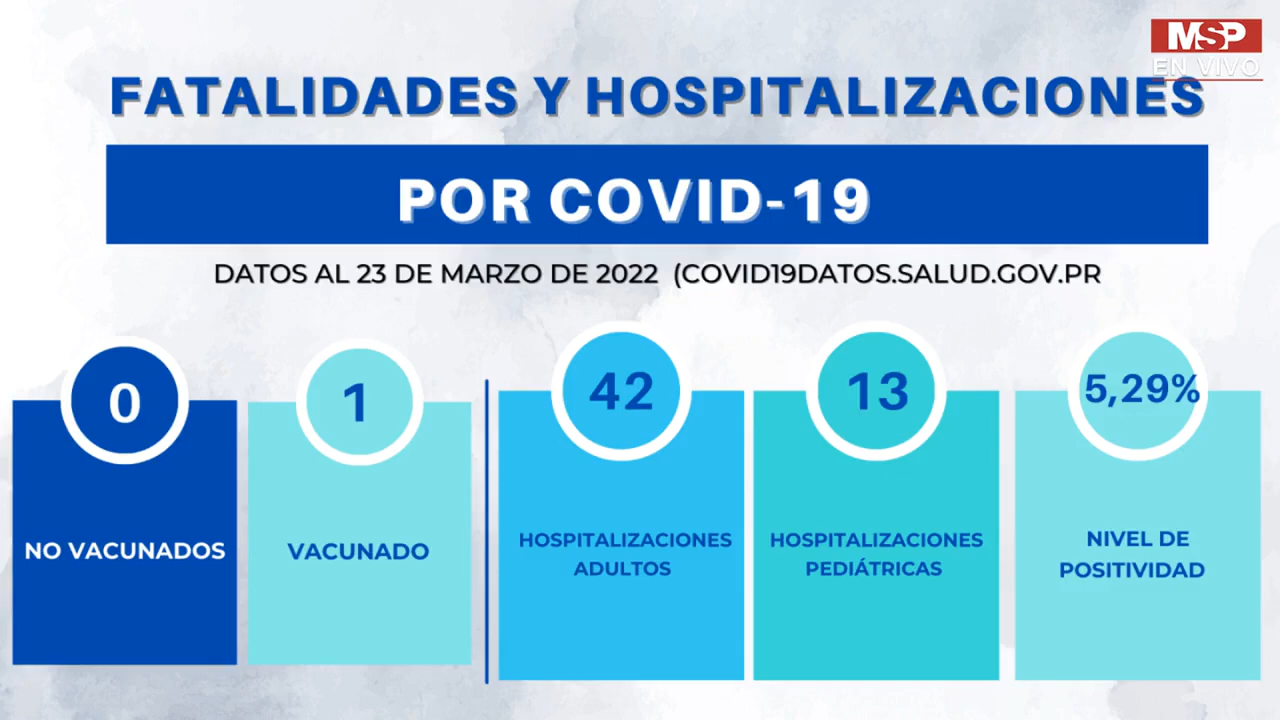 MSP
EN VIVO
FATALIDADES Y HOSPITALIZACIONES
POR COVID-19
DATOS AL 23 DE MARZO DE 2022 (COVID19DATOS.SALUD.GOV.PR
0
NO VACUNADOS
1
VACUNADO
42
HOSPITALIZACIONES
ADULTOS
13
HOSPITALIZACIONES
PEDIÁTRICAS
5,29%
NIVEL DE
POSITIVIDAD